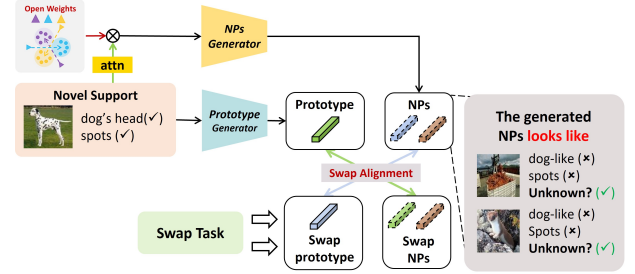 Open Weights
NPs
Generator
attn
Novel Support
dog's head(✓)
spots (✓)
Prototype
Generator
Prototype
NPs
The generated
NPs looks like
dog-like (×)
spots (×)
Unknown? (✓)
dog-like (×)
Spots (×)
Unknown? (✓)
Swap Alignment
Swap Task
Swap
prototype
Swap
NPs